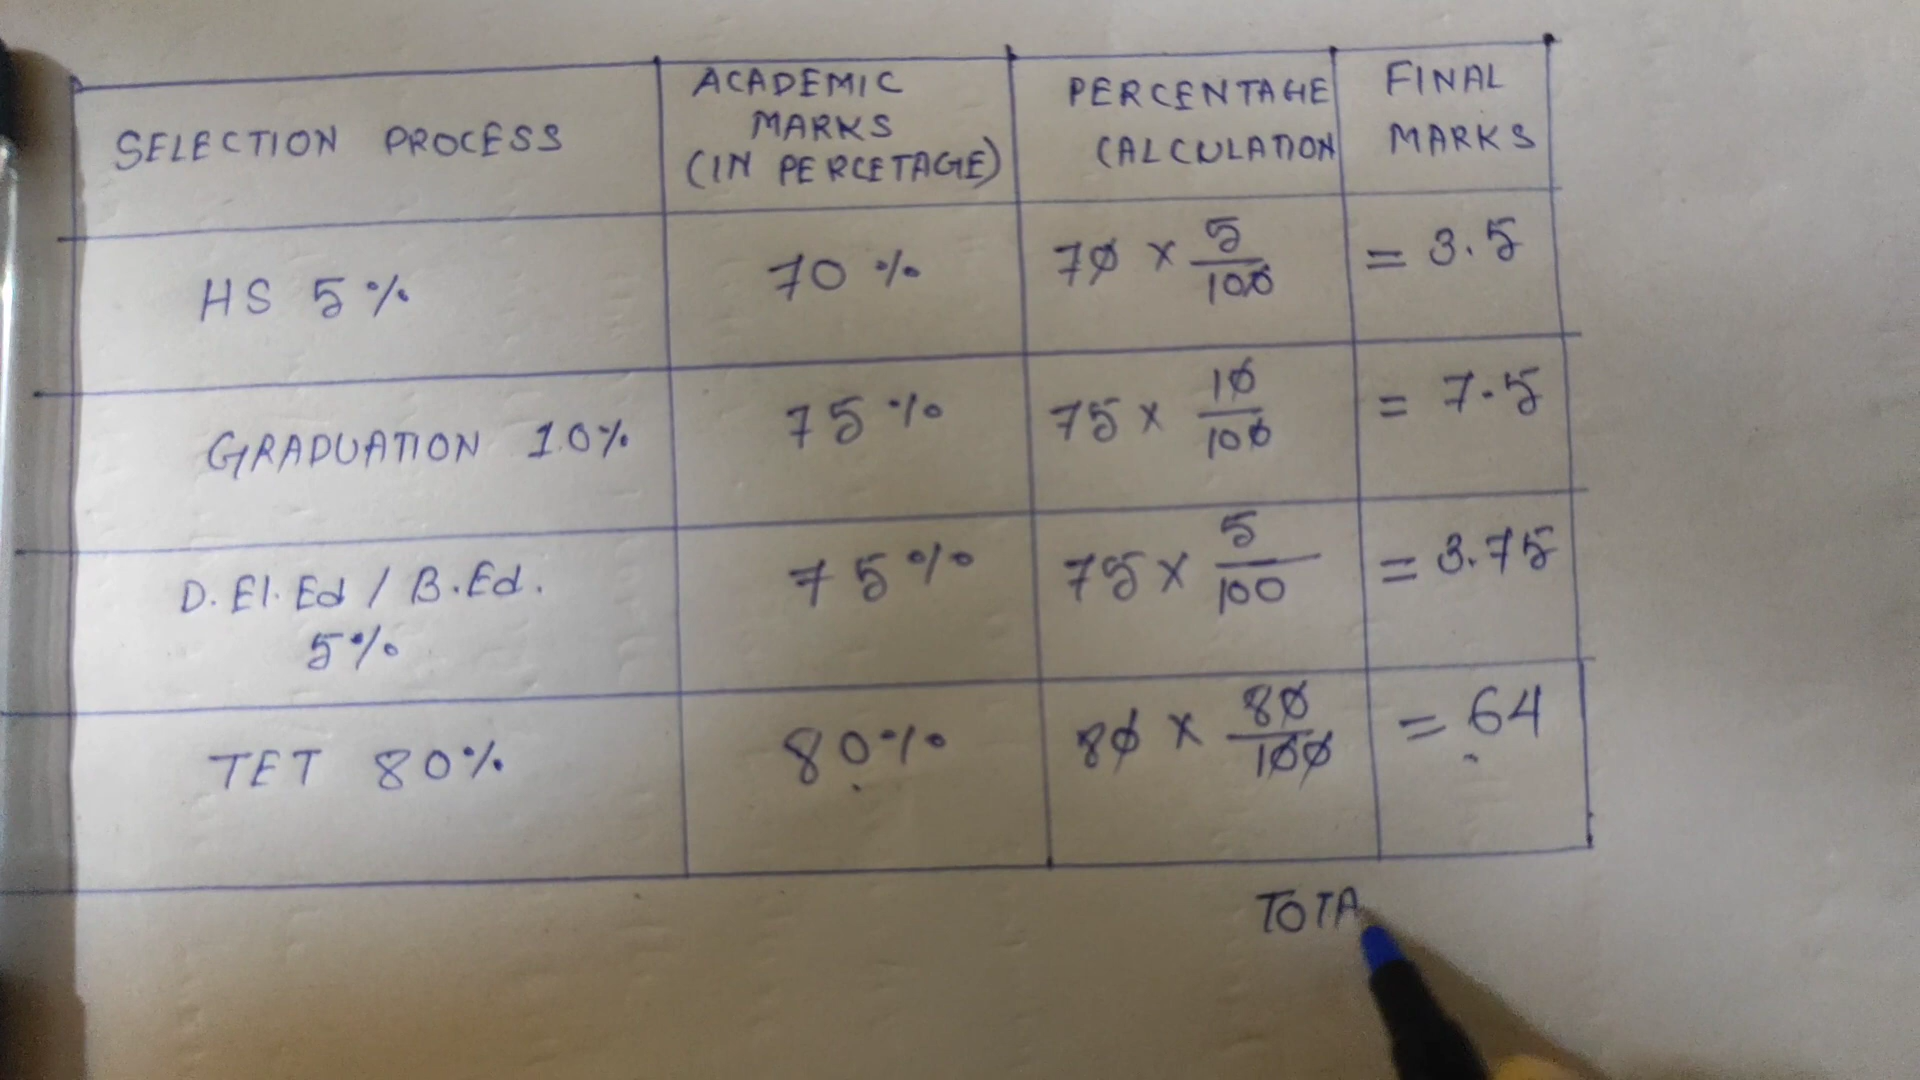 SELECTION PROCESS
ACADEMIC
MARKS
(IN PERCETAGE)
PERCENTAGE
CALCULATION
FINAL
MARKS
HS 5%
70%
70 × 5/100
= 3.5
GRADUATION 10%
75%
75 × 10/100
= 7.5
D.El.Ed / B.Ed.
5%
75%
75 × 5/100
= 3.75
TET 80%
80%
80 × 80/100
= 64
TOTA